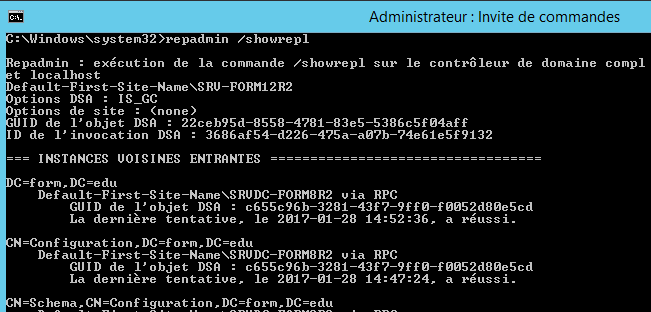 Administrateur : Invite de commandes
C:\Windows\system32>repadmin /showrepl
Repadmin : exécution de la commande /showrepl sur le contrôleur de domaine compl
et localhost
Default-First-Site-Name\SRV-FORM12R2
Options DSA : IS_GC
Options de site : (none)
GUID de l'objet DSA : 22ceb95d-8558-4781-83e5-5386c5f04aff
ID de l'invocation DSA : 3686af54-d226-475a-a07b-74e61e5f9132
=== INSTANCES VOISINES ENTRANTES ==================================
DC=form,DC=edu
Default-First-Site-Name\SRVDC-FORM8R2 via RPC
GUID de l'objet DSA : c655c96b-3281-43f7-9ff0-f0052d80e5cd
La dernière tentative, le 2017-01-28 14:52:36, a réussi.
CN=Configuration,DC=form,DC=edu
Default-First-Site-Name\SRVDC-FORM8R2 via RPC
GUID de l'objet DSA : c655c96b-3281-43f7-9ff0-f0052d80e5cd
La dernière tentative, le 2017-01-28 14:47:24, a réussi.
CN=Schema,CN=Configuration,DC=form,DC=edu